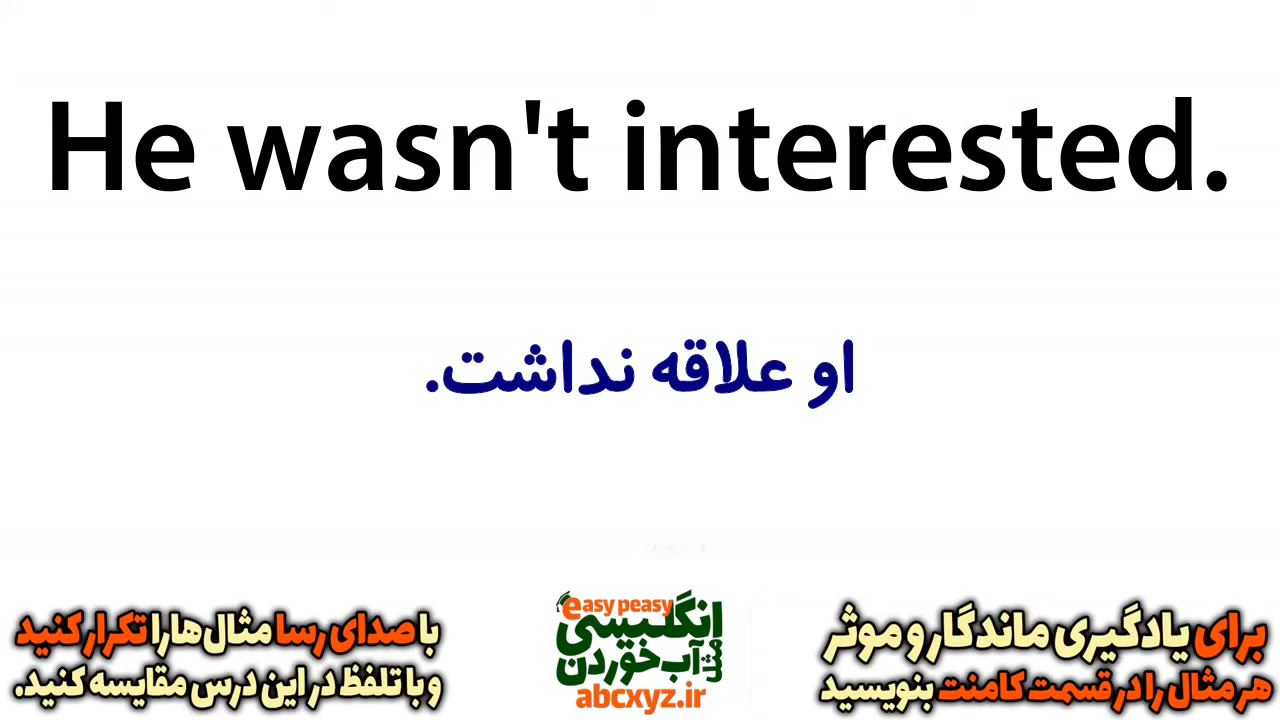 He wasn't interested.
او علاقه نداشت.
برای یادگیری ماندگار و موثر
هر مثال را در قسمت کامنت بنویسید
easy peasy
انگلیسی
مثل آب خوردن
abcxyz.ir
با صدای رسا مثال‌ها را تکرار کنید
و با تلفظ در این درس مقایسه کنید.